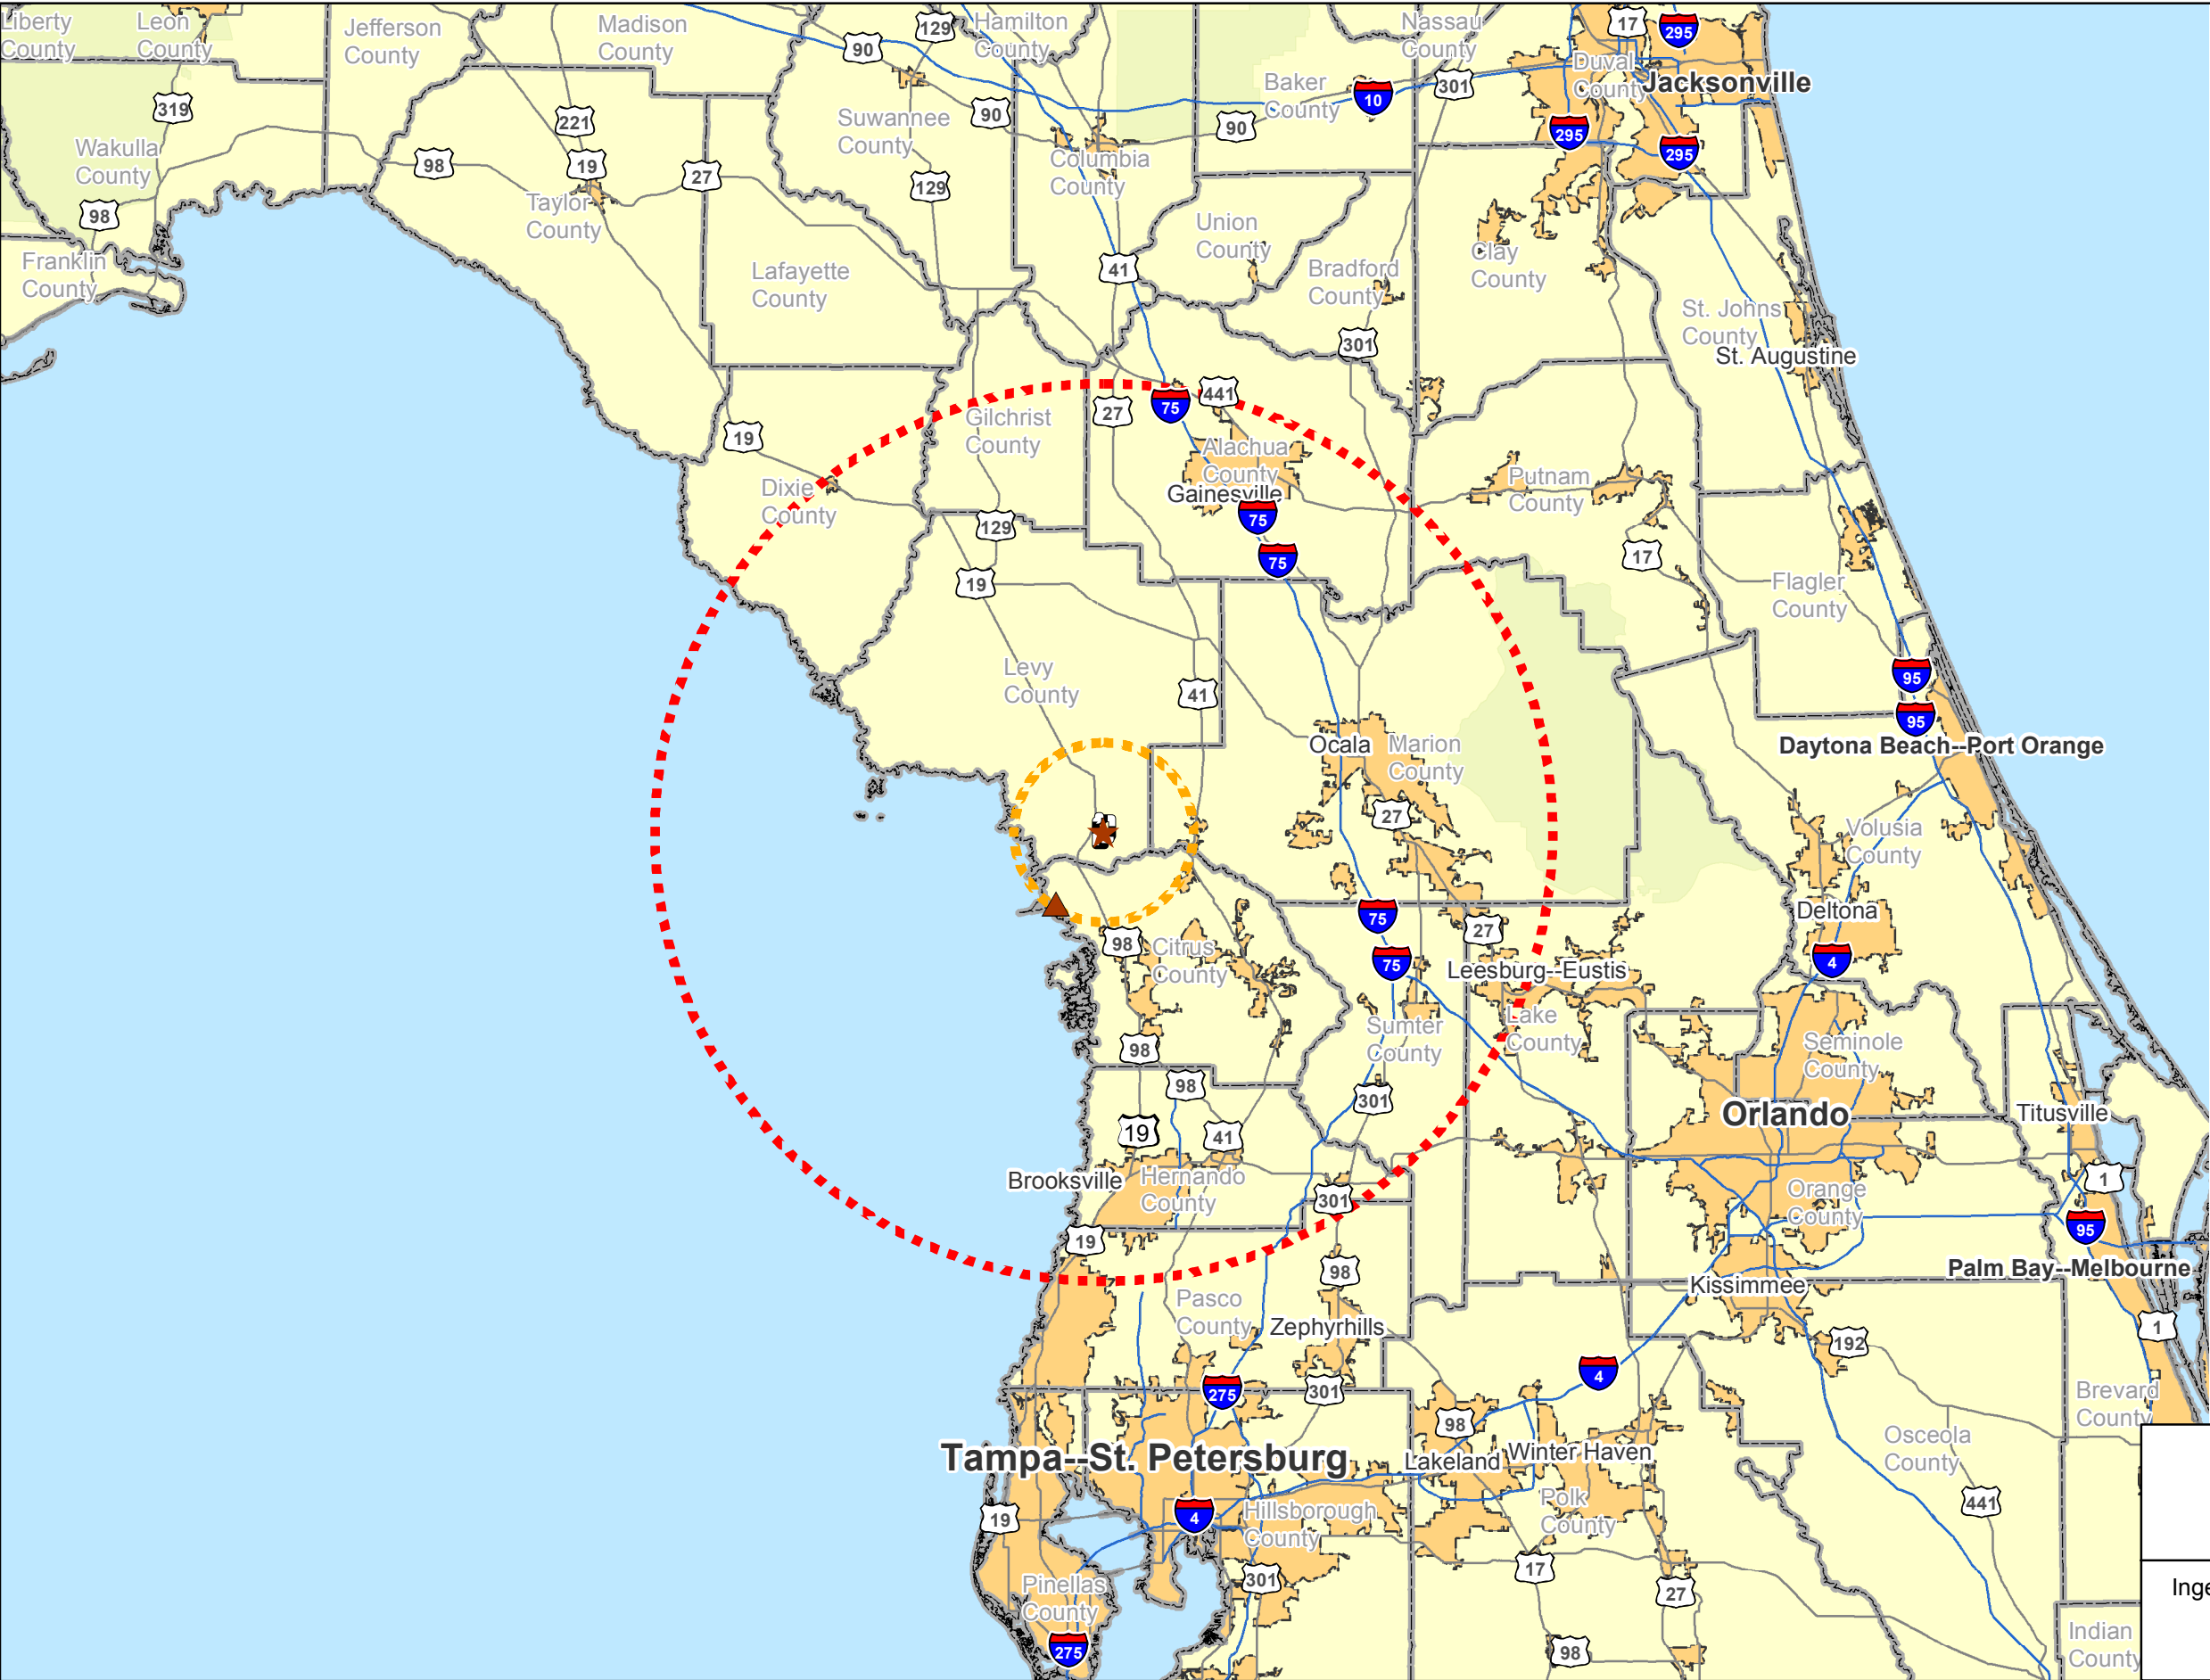 Liberty
County
Leon
County
Jefferson
County
Madison
County
129
Hamilton
County
90
Nassau
County
17
295
Duval
County
Jacksonville
Baker
County
10
301
319
221
Suwannee
County
90
90
295
295
Wakulla
County
98
19
27
129
Columbia
County
98
Taylor
County
Union
County
Franklin
County
Lafayette
County
41
Bradford
County
Clay
County
St. Johns
County
St. Augustine
301
441
75
27
Gilchrist
County
19
Alachua
County
Gainesville
Dixie
County
Putnam
County
129
75
75
17
19
Flagler
County
Levy
County
41
95
95
Ocala
Marion
County
Daytona Beach--Port Orange
27
Volusia
County
75
27
Deltona
98
Citrus
County
75
Leesburg--Eustis
4
Sumter
County
Lake
County
98
Seminole
County
98
301
Orlando
Titusville
19
41
Brooksville
Hernando
County
301
1
Orange
County
19
95
98
Palm Bay--Melbourne
Kissimmee
Pasco
County
Zephyrhills
1
192
4
275
301
98
Brevard
County
Tampa--St. Petersburg
Lakeland
Winter Haven
Osceola
County
19
4
Hillsborough
County
Polk
County
441
17
301
27
Inge
Pinellas
County
275
98
Indian
County